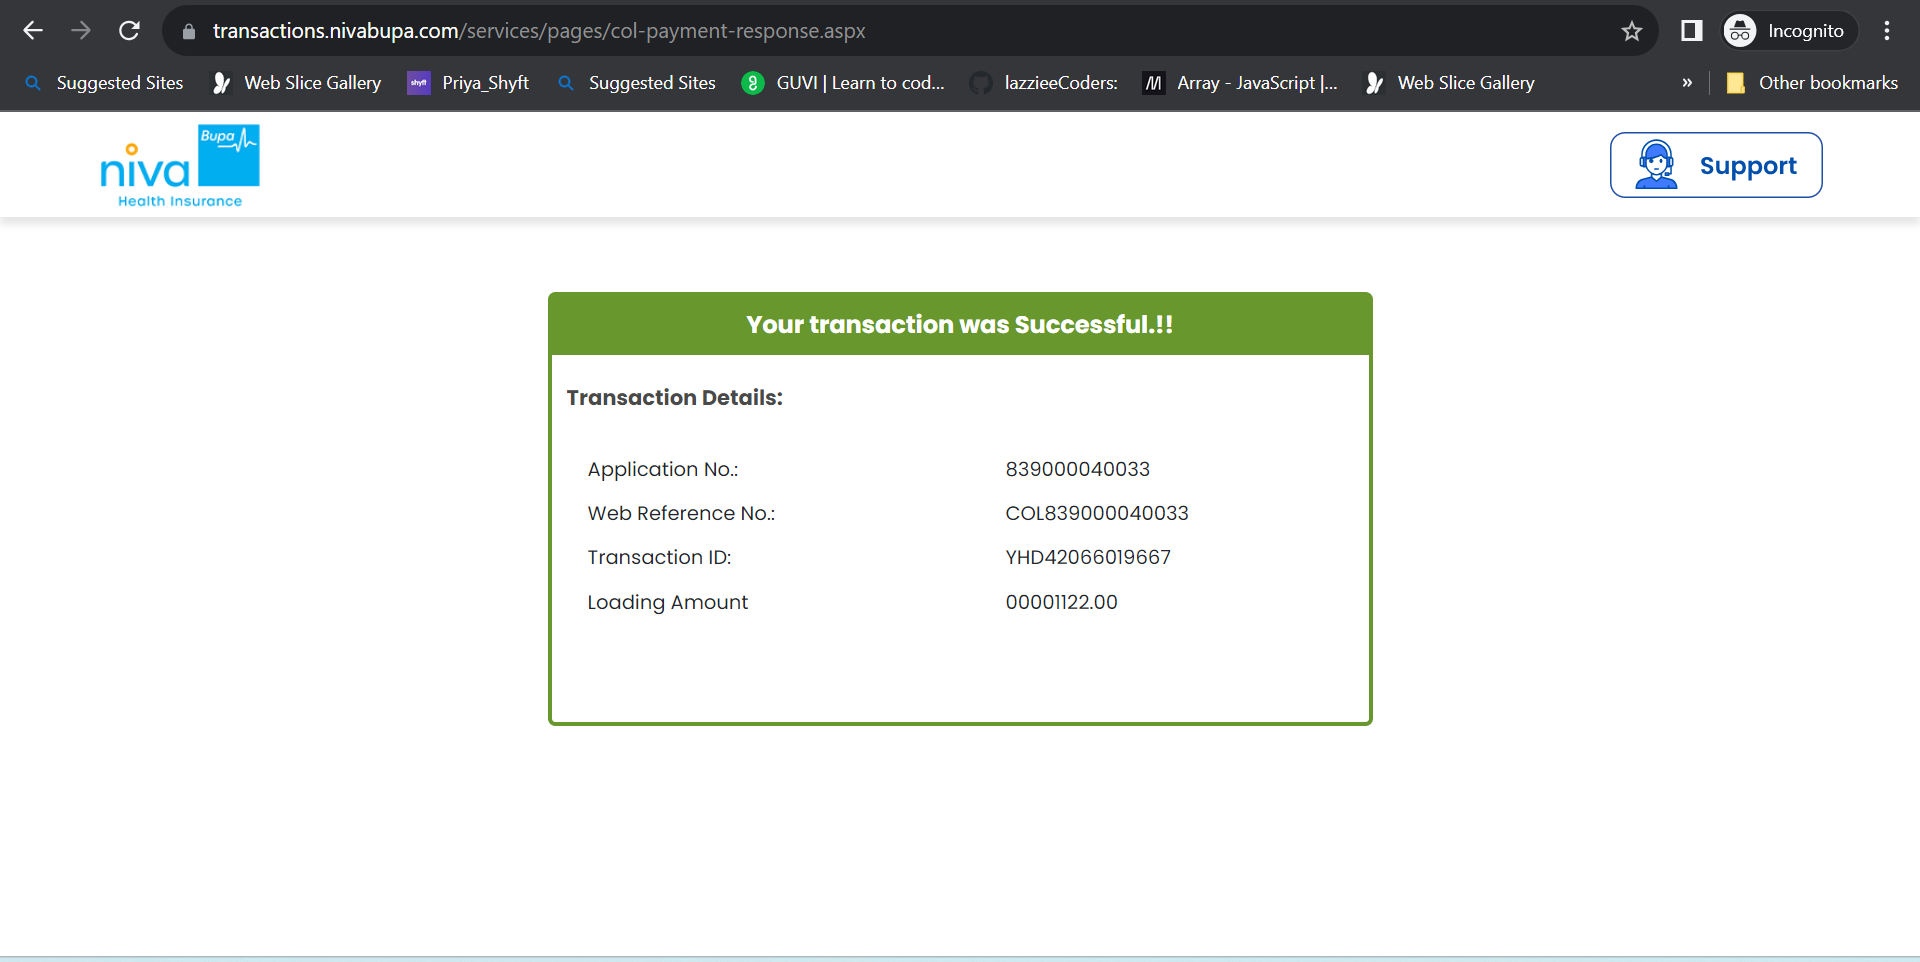 transactions.nivabupa.com/services/pages/col-payment-response.aspx
Incognito
Suggested Sites
Web Slice Gallery
shyft
Priya_Shyft
Suggested Sites
8
GUVI | Learn to cod...
lazzieeCoders:
Array - JavaScript |...
Web Slice Gallery
»
Other bookmarks
Bupa
niva
Health Insurance
Support
Your transaction was Successful.!!
Transaction Details:
Application No.: 839000040033
Web Reference No.: COL839000040033
Transaction ID: YHD42066019667
Loading Amount 00001122.00